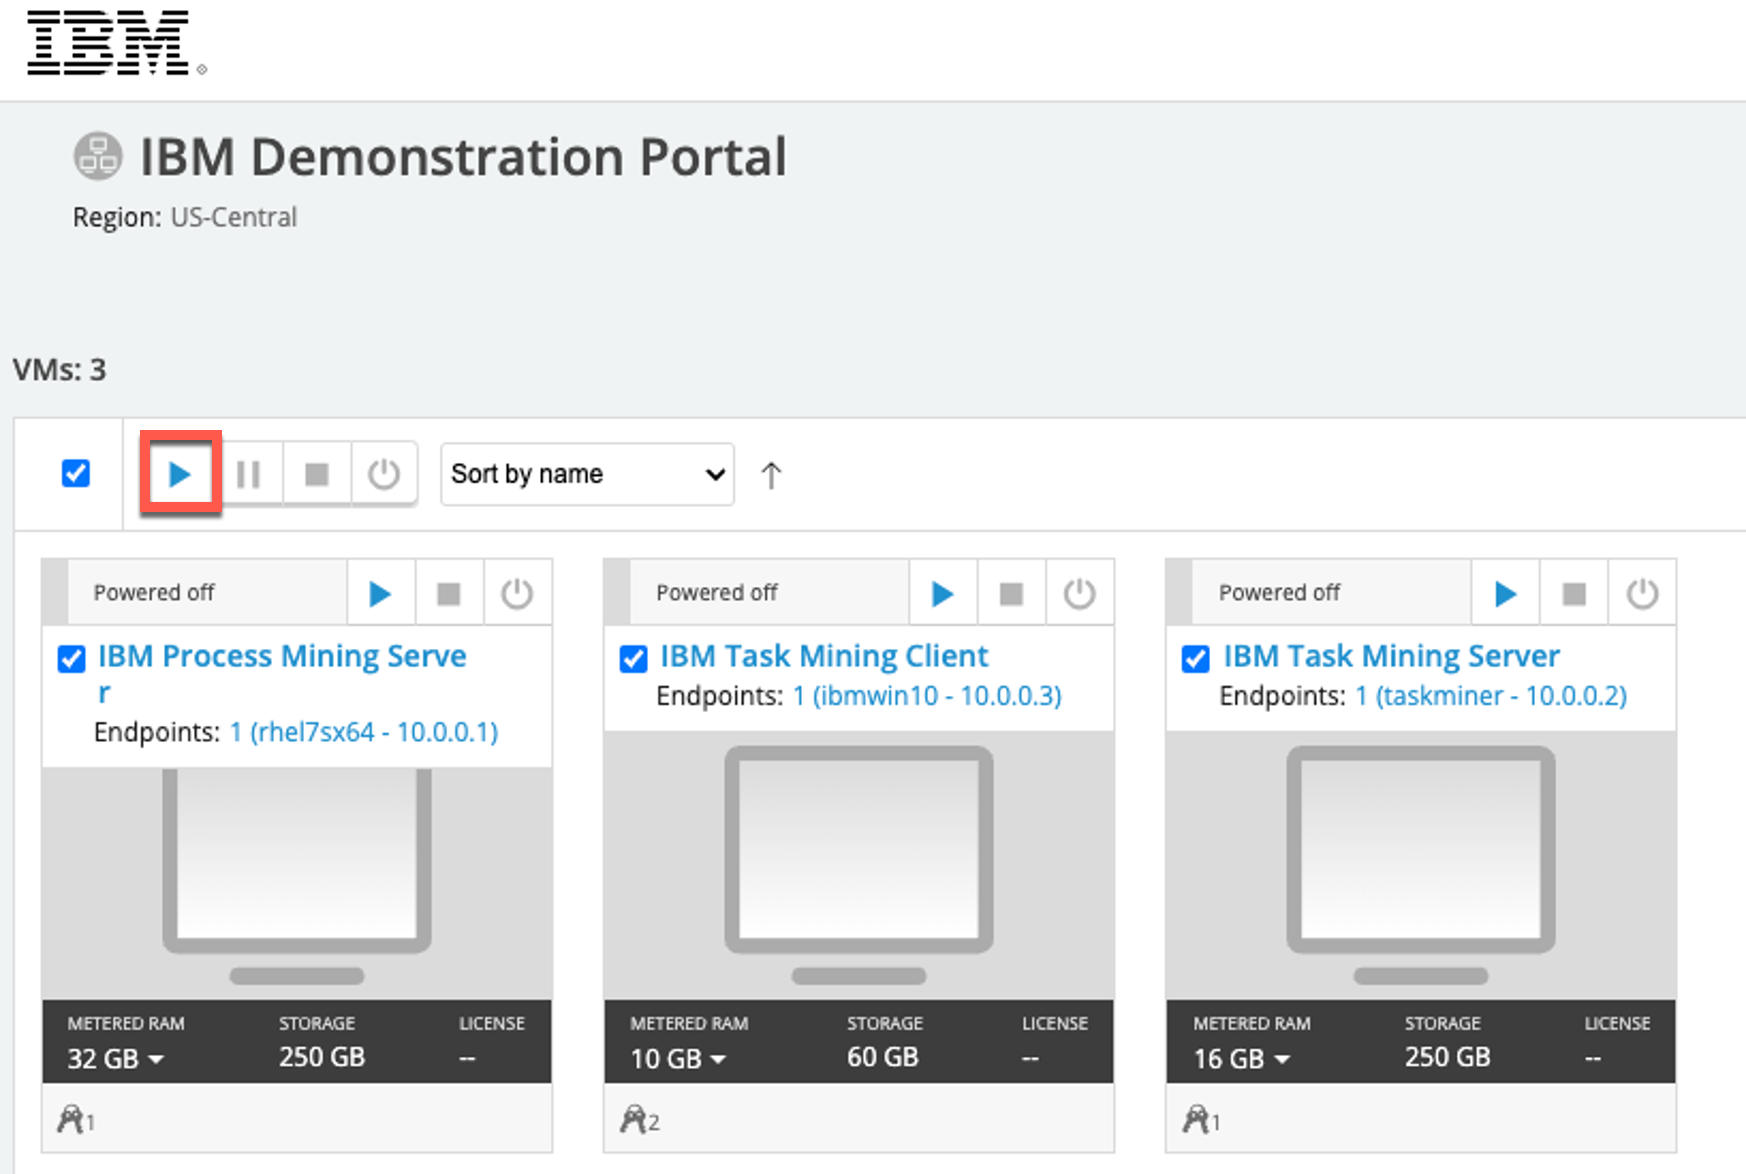 IBM
IBM Demonstration Portal
Region: US-Central
VMs: 3
Sort by name
Powered off
IBM Process Mining Serve
r
Endpoints: 1 (rhel7sx64 - 10.0.0.1)
METERED RAM STORAGE LICENSE
32 GB 250 GB --
1
Powered off
IBM Task Mining Client
Endpoints: 1 (ibmwin10 - 10.0.0.3)
METERED RAM STORAGE LICENSE
10 GB 60 GB --
2
Powered off
IBM Task Mining Server
Endpoints: 1 (taskminer - 10.0.0.2)
METERED RAM STORAGE LICENSE
16 GB 250 GB --
1